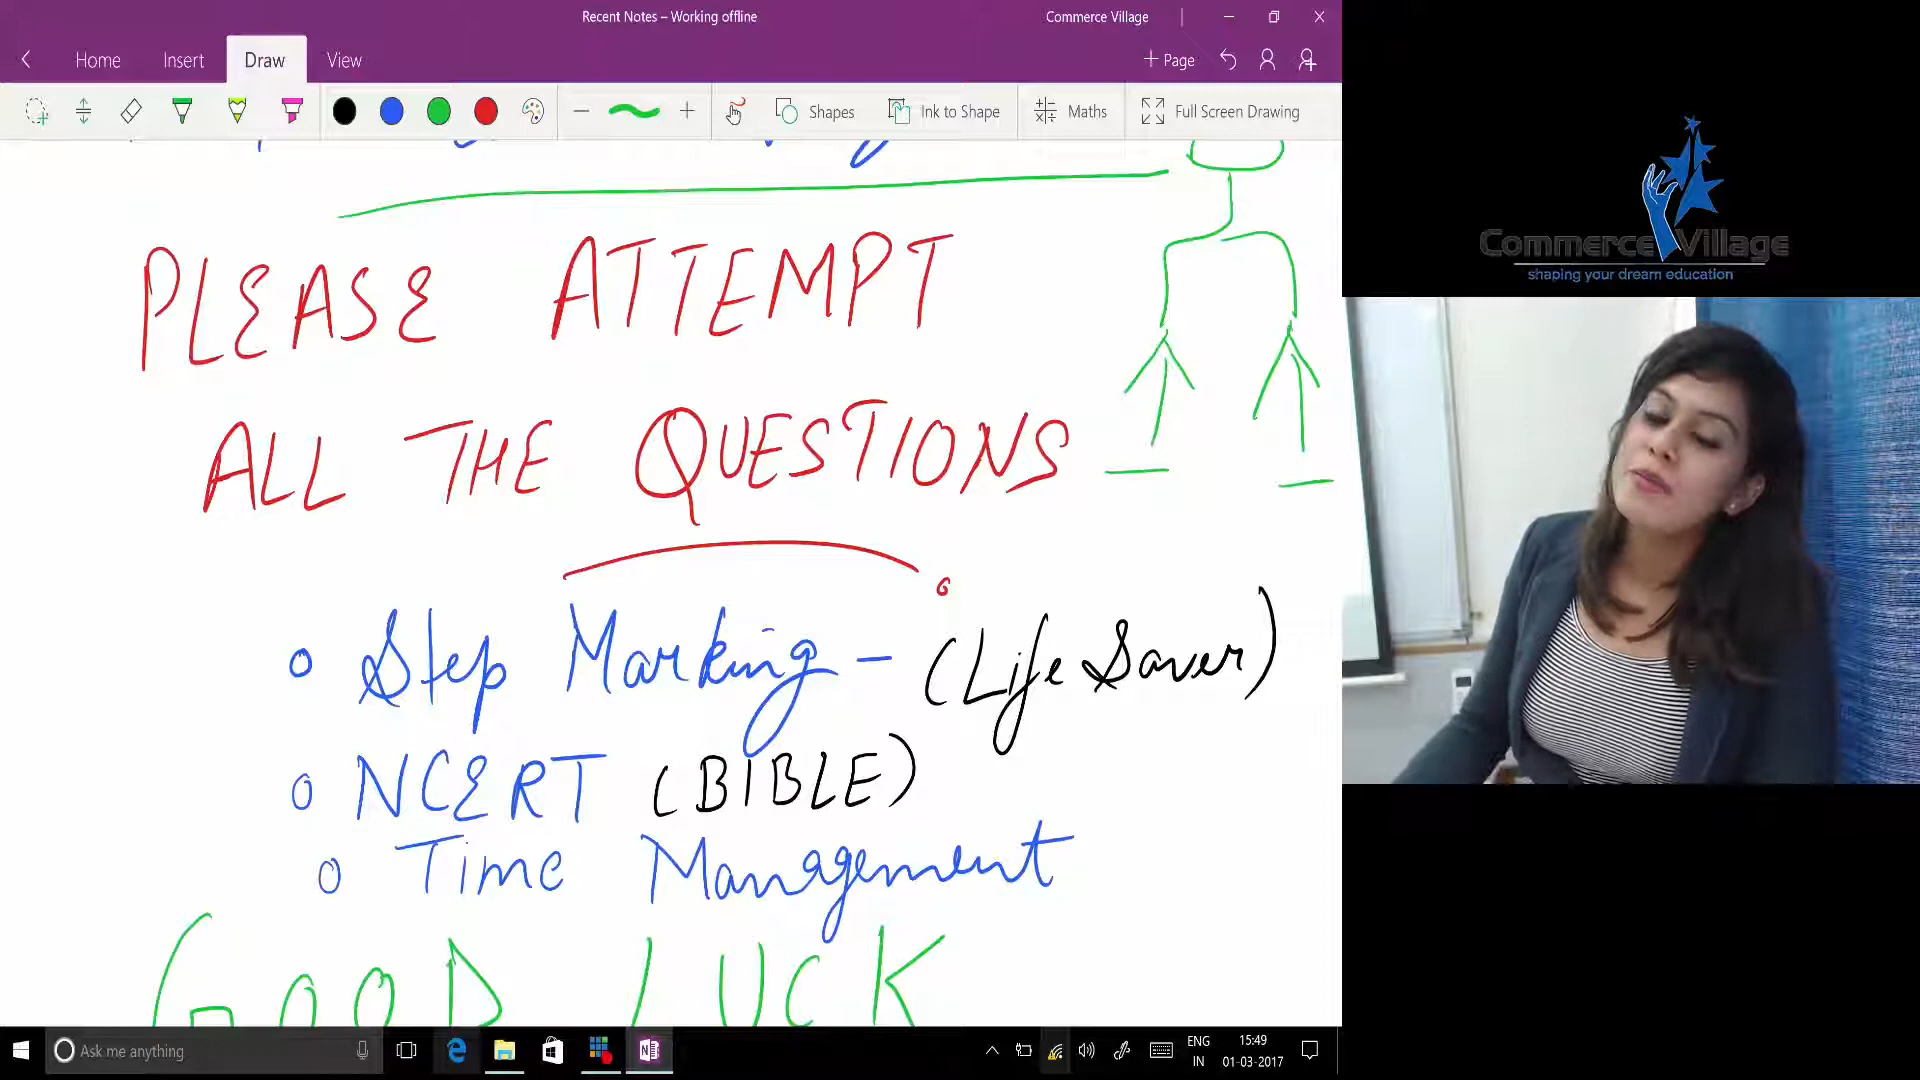 Recent Notes – Working offline
Commerce Village
Home Insert Draw View
Page
Shapes Ink to Shape Maths Full Screen Drawing
PLEASE ATTEMPT
ALL THE QUESTIONS
Step Marking - (Life Saver)
NCERT (BIBLE)
Time Management
GOOD LUCK
Ask me anything
ENG
IN
15:49
01-03-2017
Commerce Village
shaping your dream education